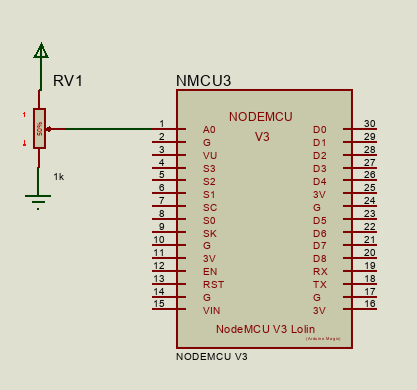 RV1
50%
1k
NMCU3
NODEMCU
V3
1 A0 D0 30
2 G D1 29
3 VU D2 28
4 S3 D3 27
5 S2 D4 26
6 S1 3V 25
7 SC G 24
8 S0 D5 23
9 SK D6 22
10 G D7 21
11 3V D8 20
12 EN RX 19
13 RST TX 18
14 G G 17
15 VIN 3V 16
NodeMCU V3 Lolin
(Arduino Magix)
NODEMCU V3